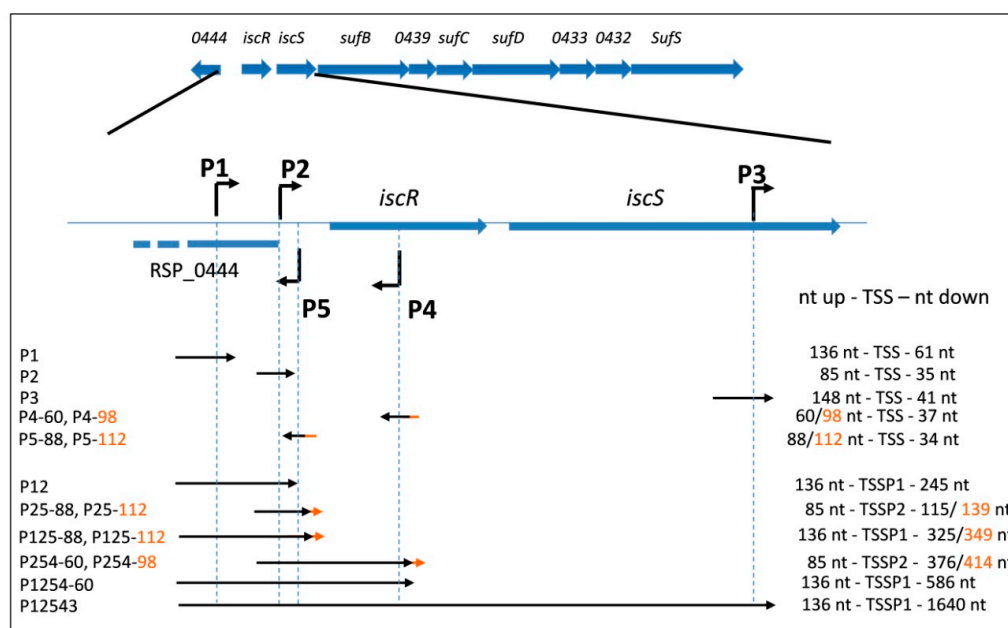 0444 iscR iscS sufB 0439 sufC sufD 0433 0432 SufS
P1 P2 P3
iscR iscS
RSP_0444
P5 P4
nt up - TSS – nt down
P1 136 nt - TSS - 61 nt
P2 85 nt - TSS - 35 nt
P3 148 nt - TSS - 41 nt
P4-60, P4-98 60/98 nt - TSS - 37 nt
P5-88, P5-112 88/112 nt - TSS - 34 nt
P12 136 nt - TSSP1 - 245 nt
P25-88, P25-112 85 nt - TSSP2 - 115/ 139 nt
P125-88, P125-112 136 nt - TSSP1 - 325/349 nt
P254-60, P254-98 85 nt - TSSP2 - 376/414 nt
P1254-60 136 nt - TSSP1 - 586 nt
P12543 136 nt - TSSP1 - 1640 nt